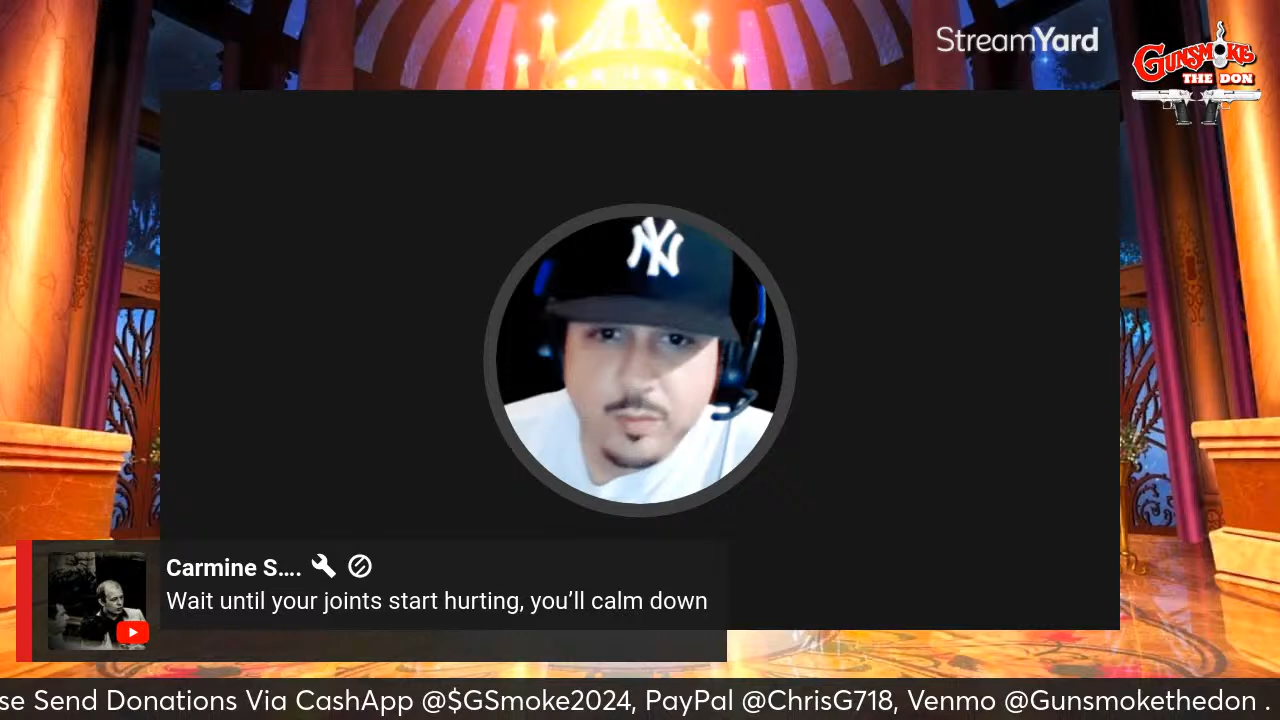 StreamYard
GUNSMOKE
THE DON
NY
Carmine S....
Wait until your joints start hurting, you’ll calm down
se Send Donations Via CashApp @$GSmoke2024, PayPal @ChrisG718, Venmo @Gunsmokethedon .